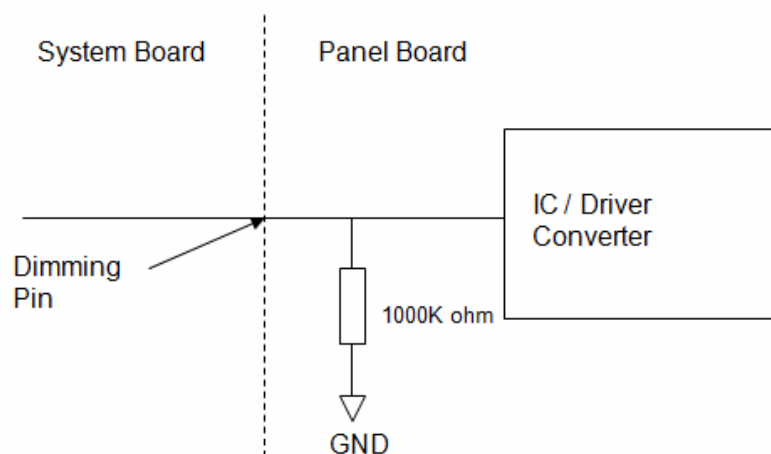 System Board
Panel Board
IC / Driver
Converter
Dimming
Pin
1000K ohm
GND